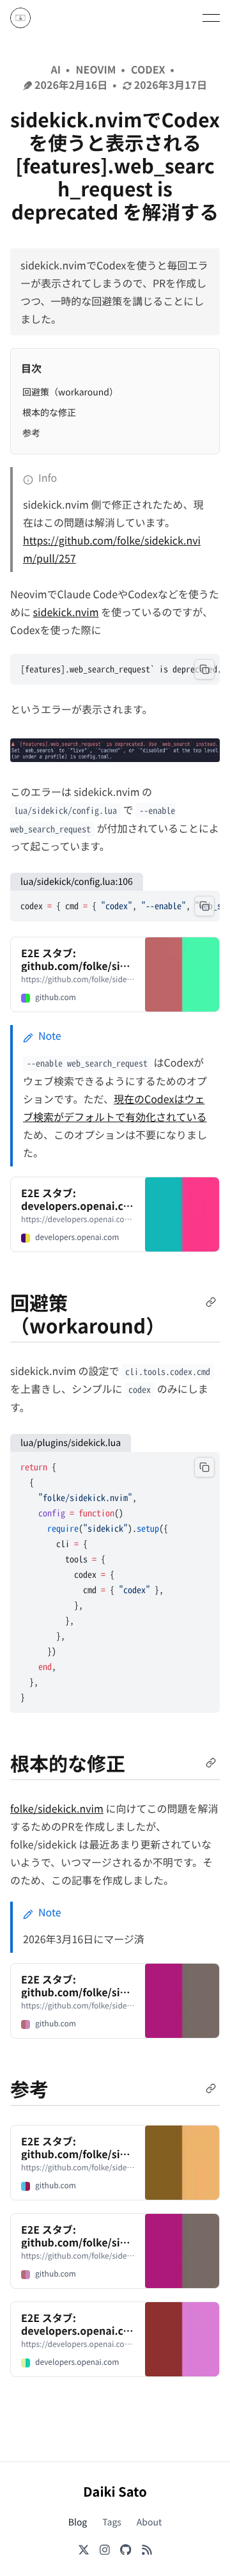 AI • NEOVIM • CODEX •
2026年2月16日 • 2026年3月17日
sidekick.nvimでCodex
を使うと表示される
[features].web_searc
h_request is
deprecated を解消する
sidekick.nvimでCodexを使うと毎回エラ
ーが表示されてしまうので、PRを作成し
つつ、一時的な回避策を講じることにし
ました。
目次
回避策（workaround）
根本的な修正
参考
Info
sidekick.nvim 側で修正されたため、現
在はこの問題は解消しています。
https://github.com/folke/sidekick.nvi
m/pull/257
NeovimでClaude CodeやCodexなどを使うた
めに sidekick.nvim を使っているのですが、
Codexを使った際に
[features].web_search_request` is deprecated.
というエラーが表示されます。
▲ `[features].web_search_request` is deprecated. Use `web_search` instead.
Set `web_search` to `"live"`, `"cached"`, or `"disabled"` at the top level
(or under a profile) in config.toml.
このエラーは sidekick.nvim の
lua/sidekick/config.lua で --enable
web_search_request が付加されていることによ
って起こっています。
lua/sidekick/config.lua:106
codex = { cmd = { "codex", "--enable",
E2E スタブ:
github.com/folke/si…
https://github.com/folke/side…
github.com
Note
--enable web_search_request はCodexが
ウェブ検索できるようにするためのオプ
ションです。ただ、現在のCodexはウェ
ブ検索がデフォルトで有効化されている
ため、このオプションは不要になりまし
た。
E2E スタブ:
developers.openai.c…
https://developers.openai.co…
developers.openai.com
回避策
（workaround）
sidekick.nvim の設定で cli.tools.codex.cmd
を上書きし、シンプルに codex のみにしま
す。
lua/plugins/sidekick.lua
return {
{
"folke/sidekick.nvim",
config = function()
require("sidekick").setup({
cli = {
tools = {
codex = {
cmd = { "codex" },
},
},
},
})
end,
},
}
根本的な修正
folke/sidekick.nvim に向けてこの問題を解消
するためのPRを作成しましたが、
folke/sidekick は最近あまり更新されていな
いようで、いつマージされるか不明です。そ
のため、この記事を作成しました。
Note
2026年3月16日にマージ済
E2E スタブ:
github.com/folke/si…
https://github.com/folke/side…
github.com
参考
E2E スタブ:
github.com/folke/si…
https://github.com/folke/side…
github.com
E2E スタブ:
github.com/folke/si…
https://github.com/folke/side…
github.com
E2E スタブ:
developers.openai.c…
https://developers.openai.co…
developers.openai.com
Daiki Sato
Blog Tags About